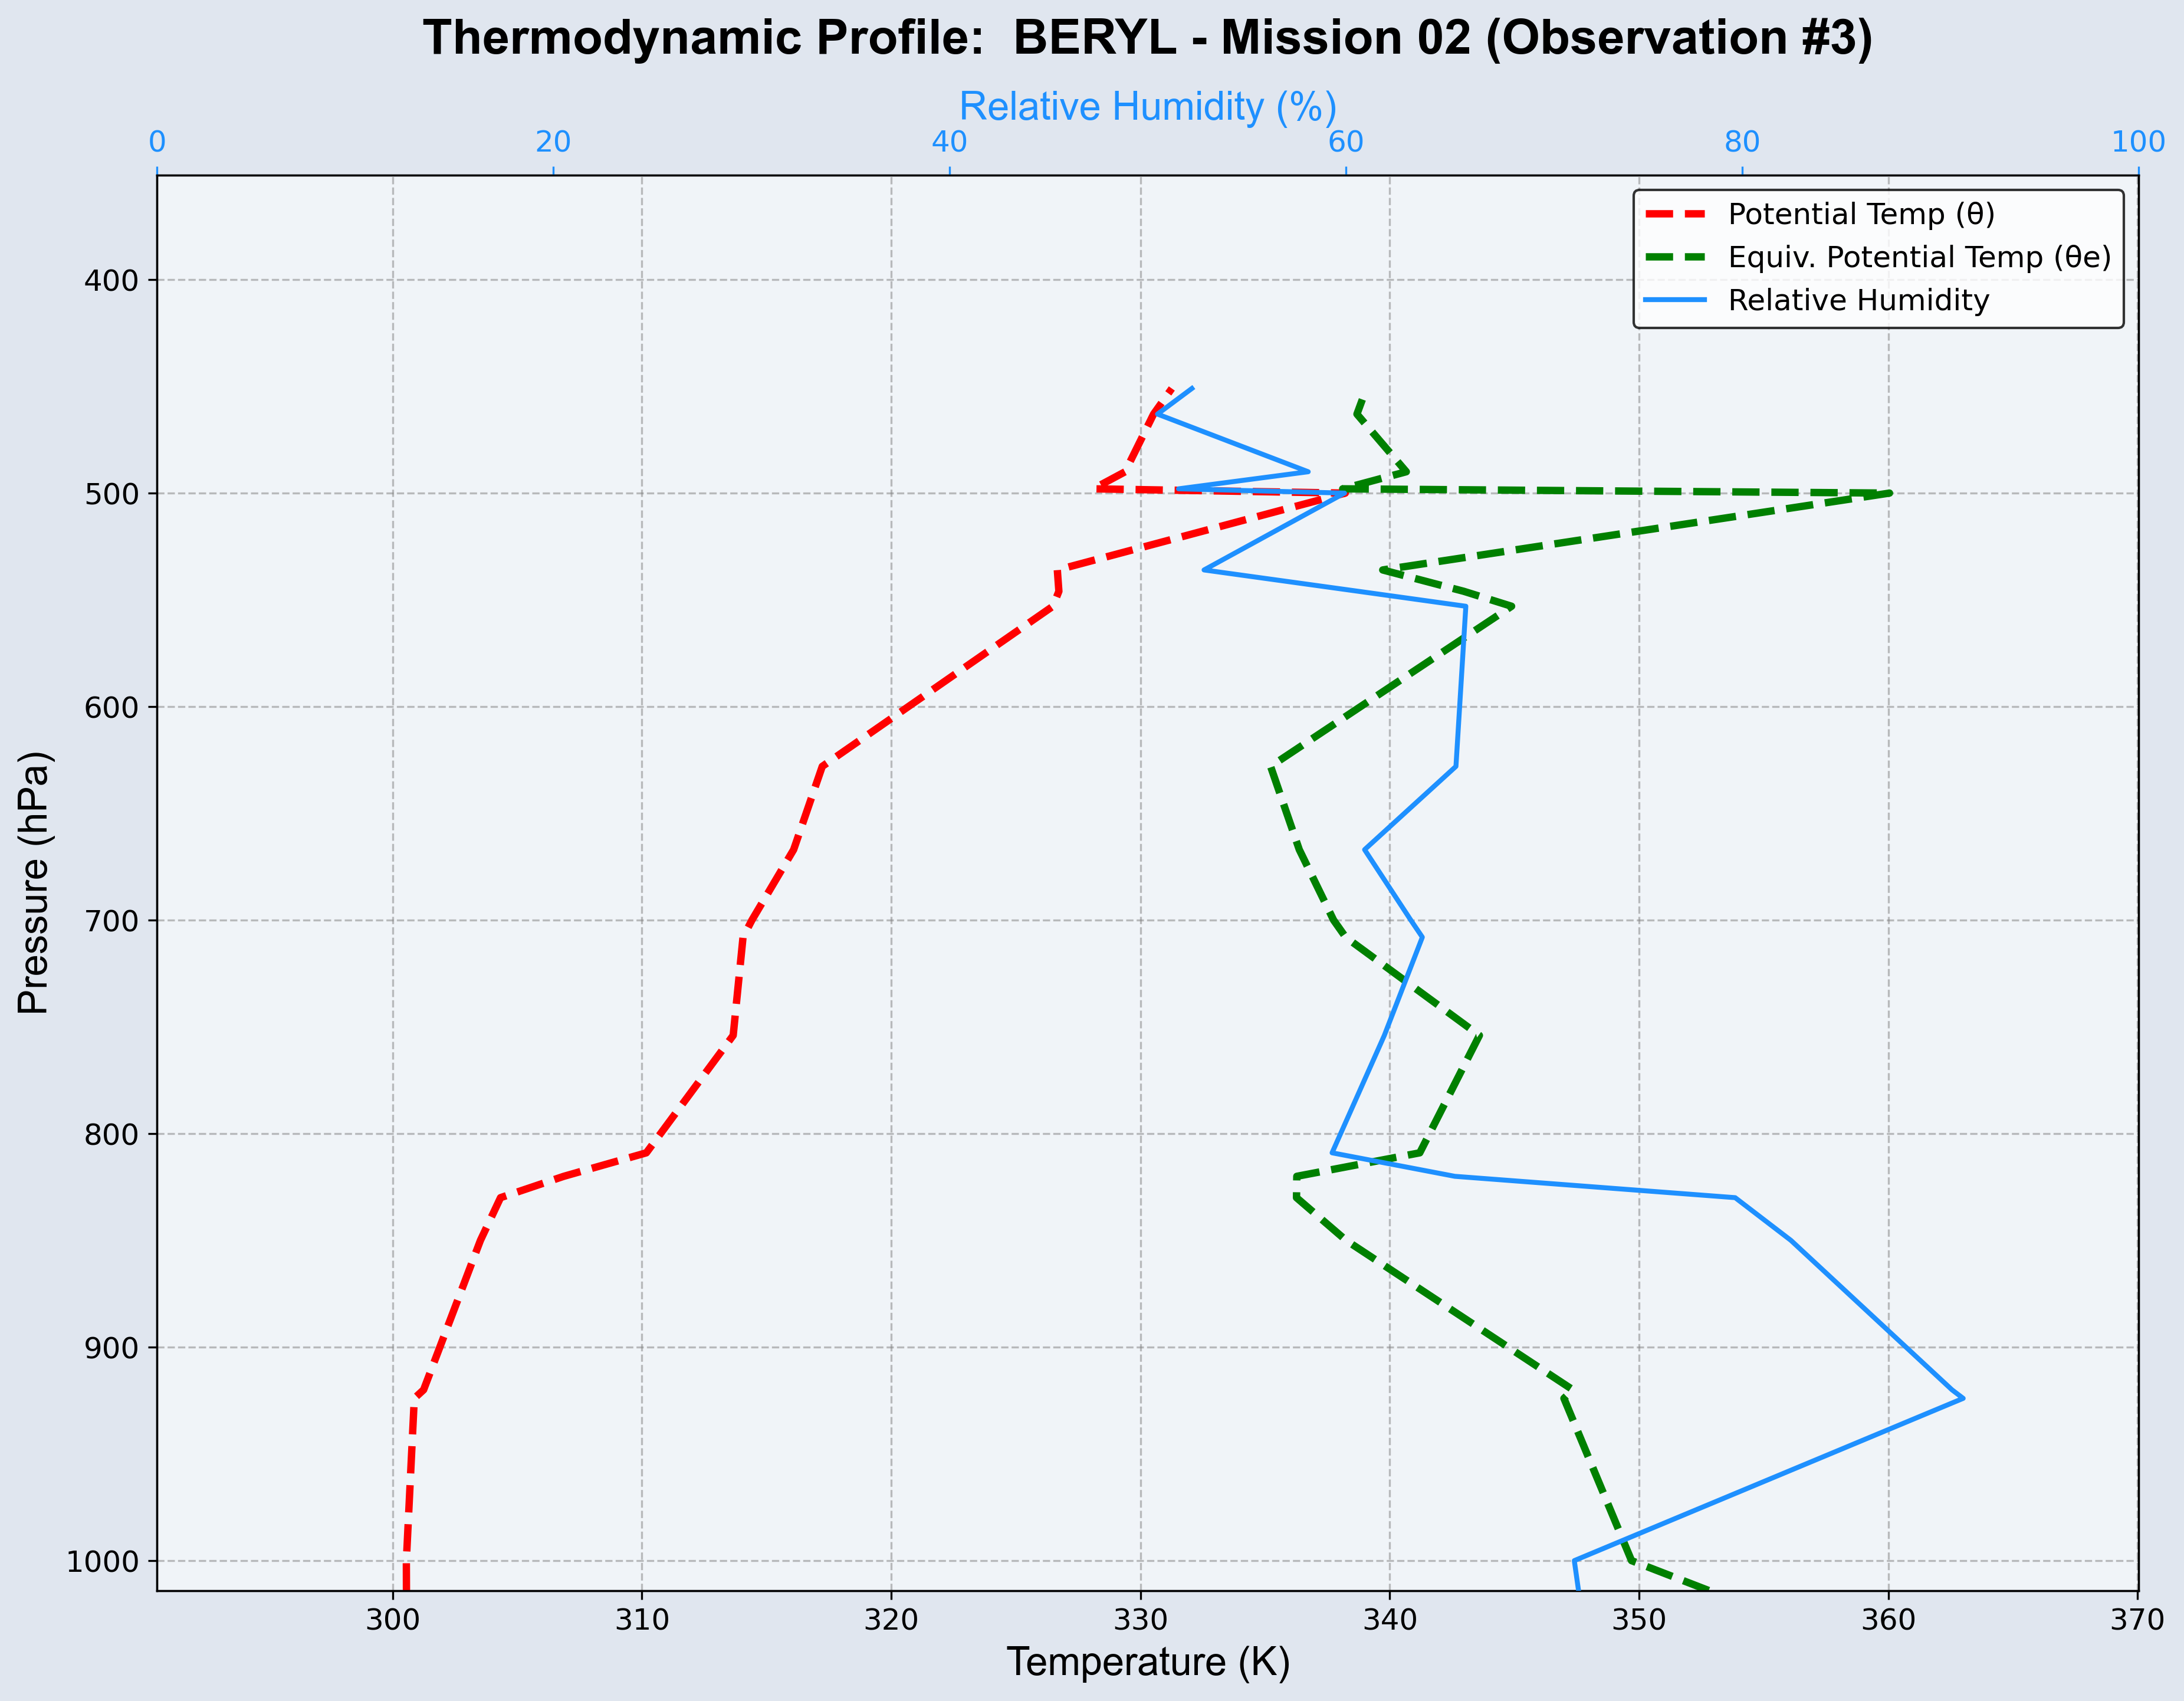 Thermodynamic Profile:  BERYL - Mission 02 (Observation #3)
Relative Humidity (%)
0 20 40 60 80 100
Potential Temp (θ)
Equiv. Potential Temp (θe)
Relative Humidity
400
500
600
700
800
900
1000
Pressure (hPa)
300 310 320 330 340 350 360 370
Temperature (K)